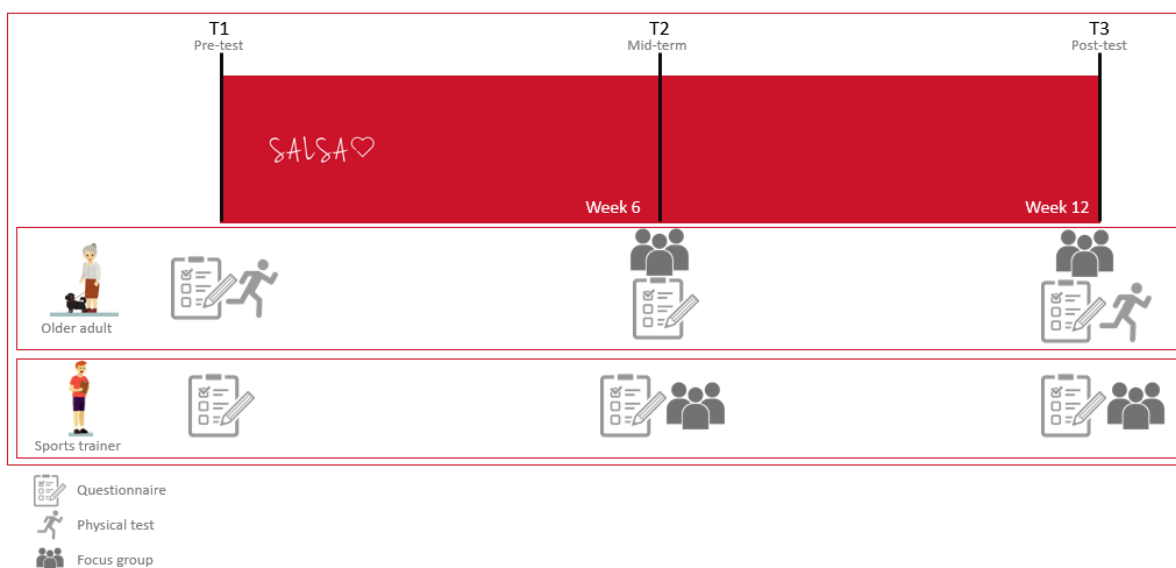 T1
Pre-test
T2
Mid-term
T3
Post-test
SALSA
Week 6
Week 12
Older adult
Sports trainer
Questionnaire
Physical test
Focus group